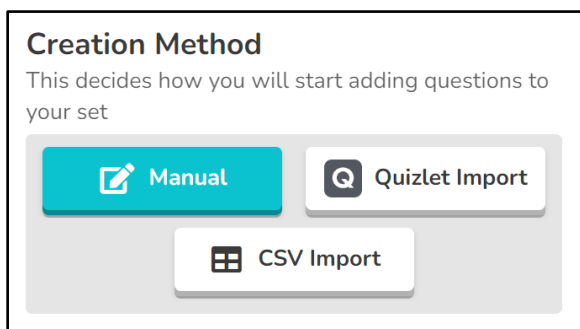 Creation Method
This decides how you will start adding questions to
your set
Manual
Quizlet Import
CSV Import